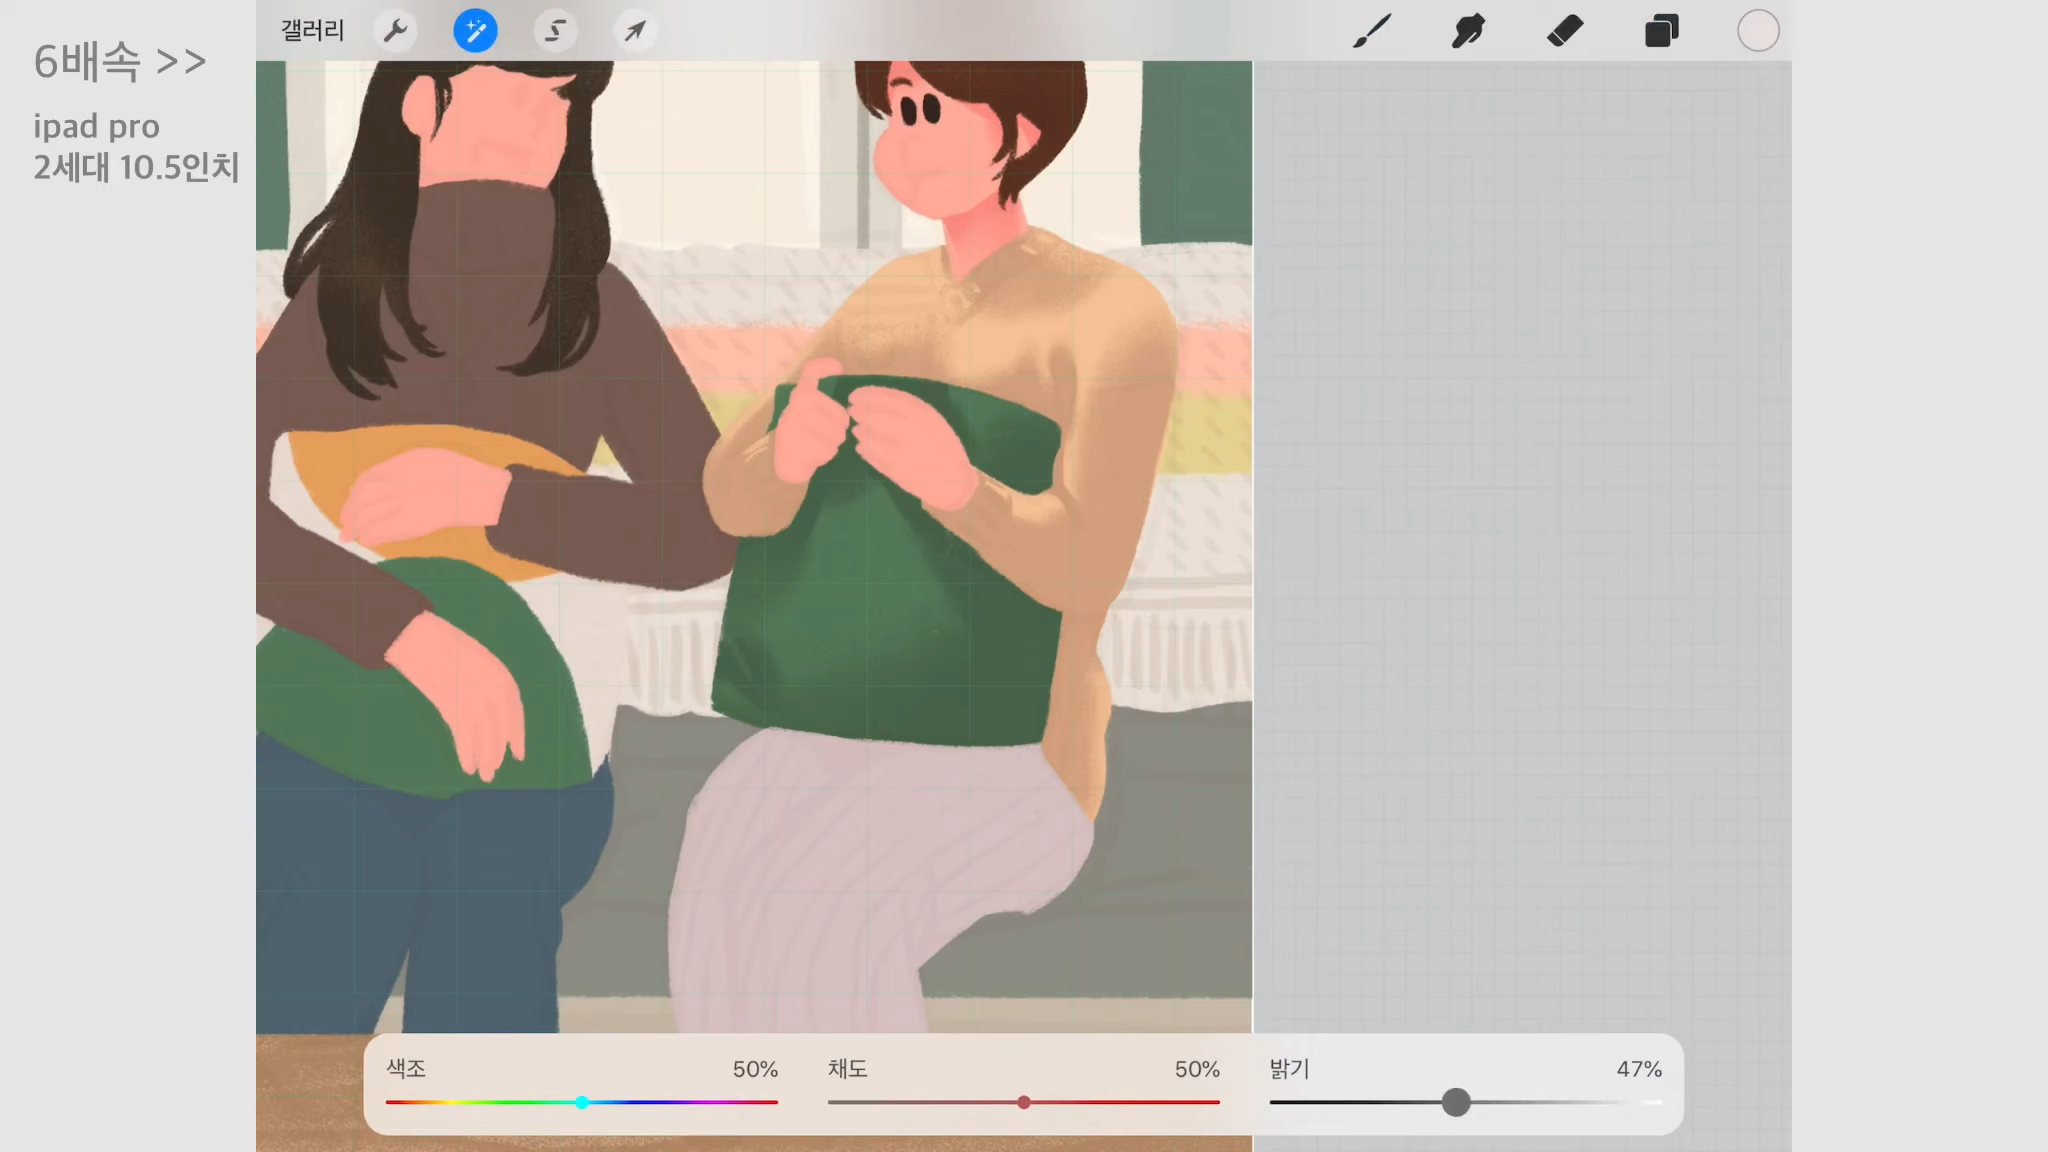 6배속 >>
ipad pro
2세대 10.5인치
갤러리
색조 50%
채도 50%
밝기 47%